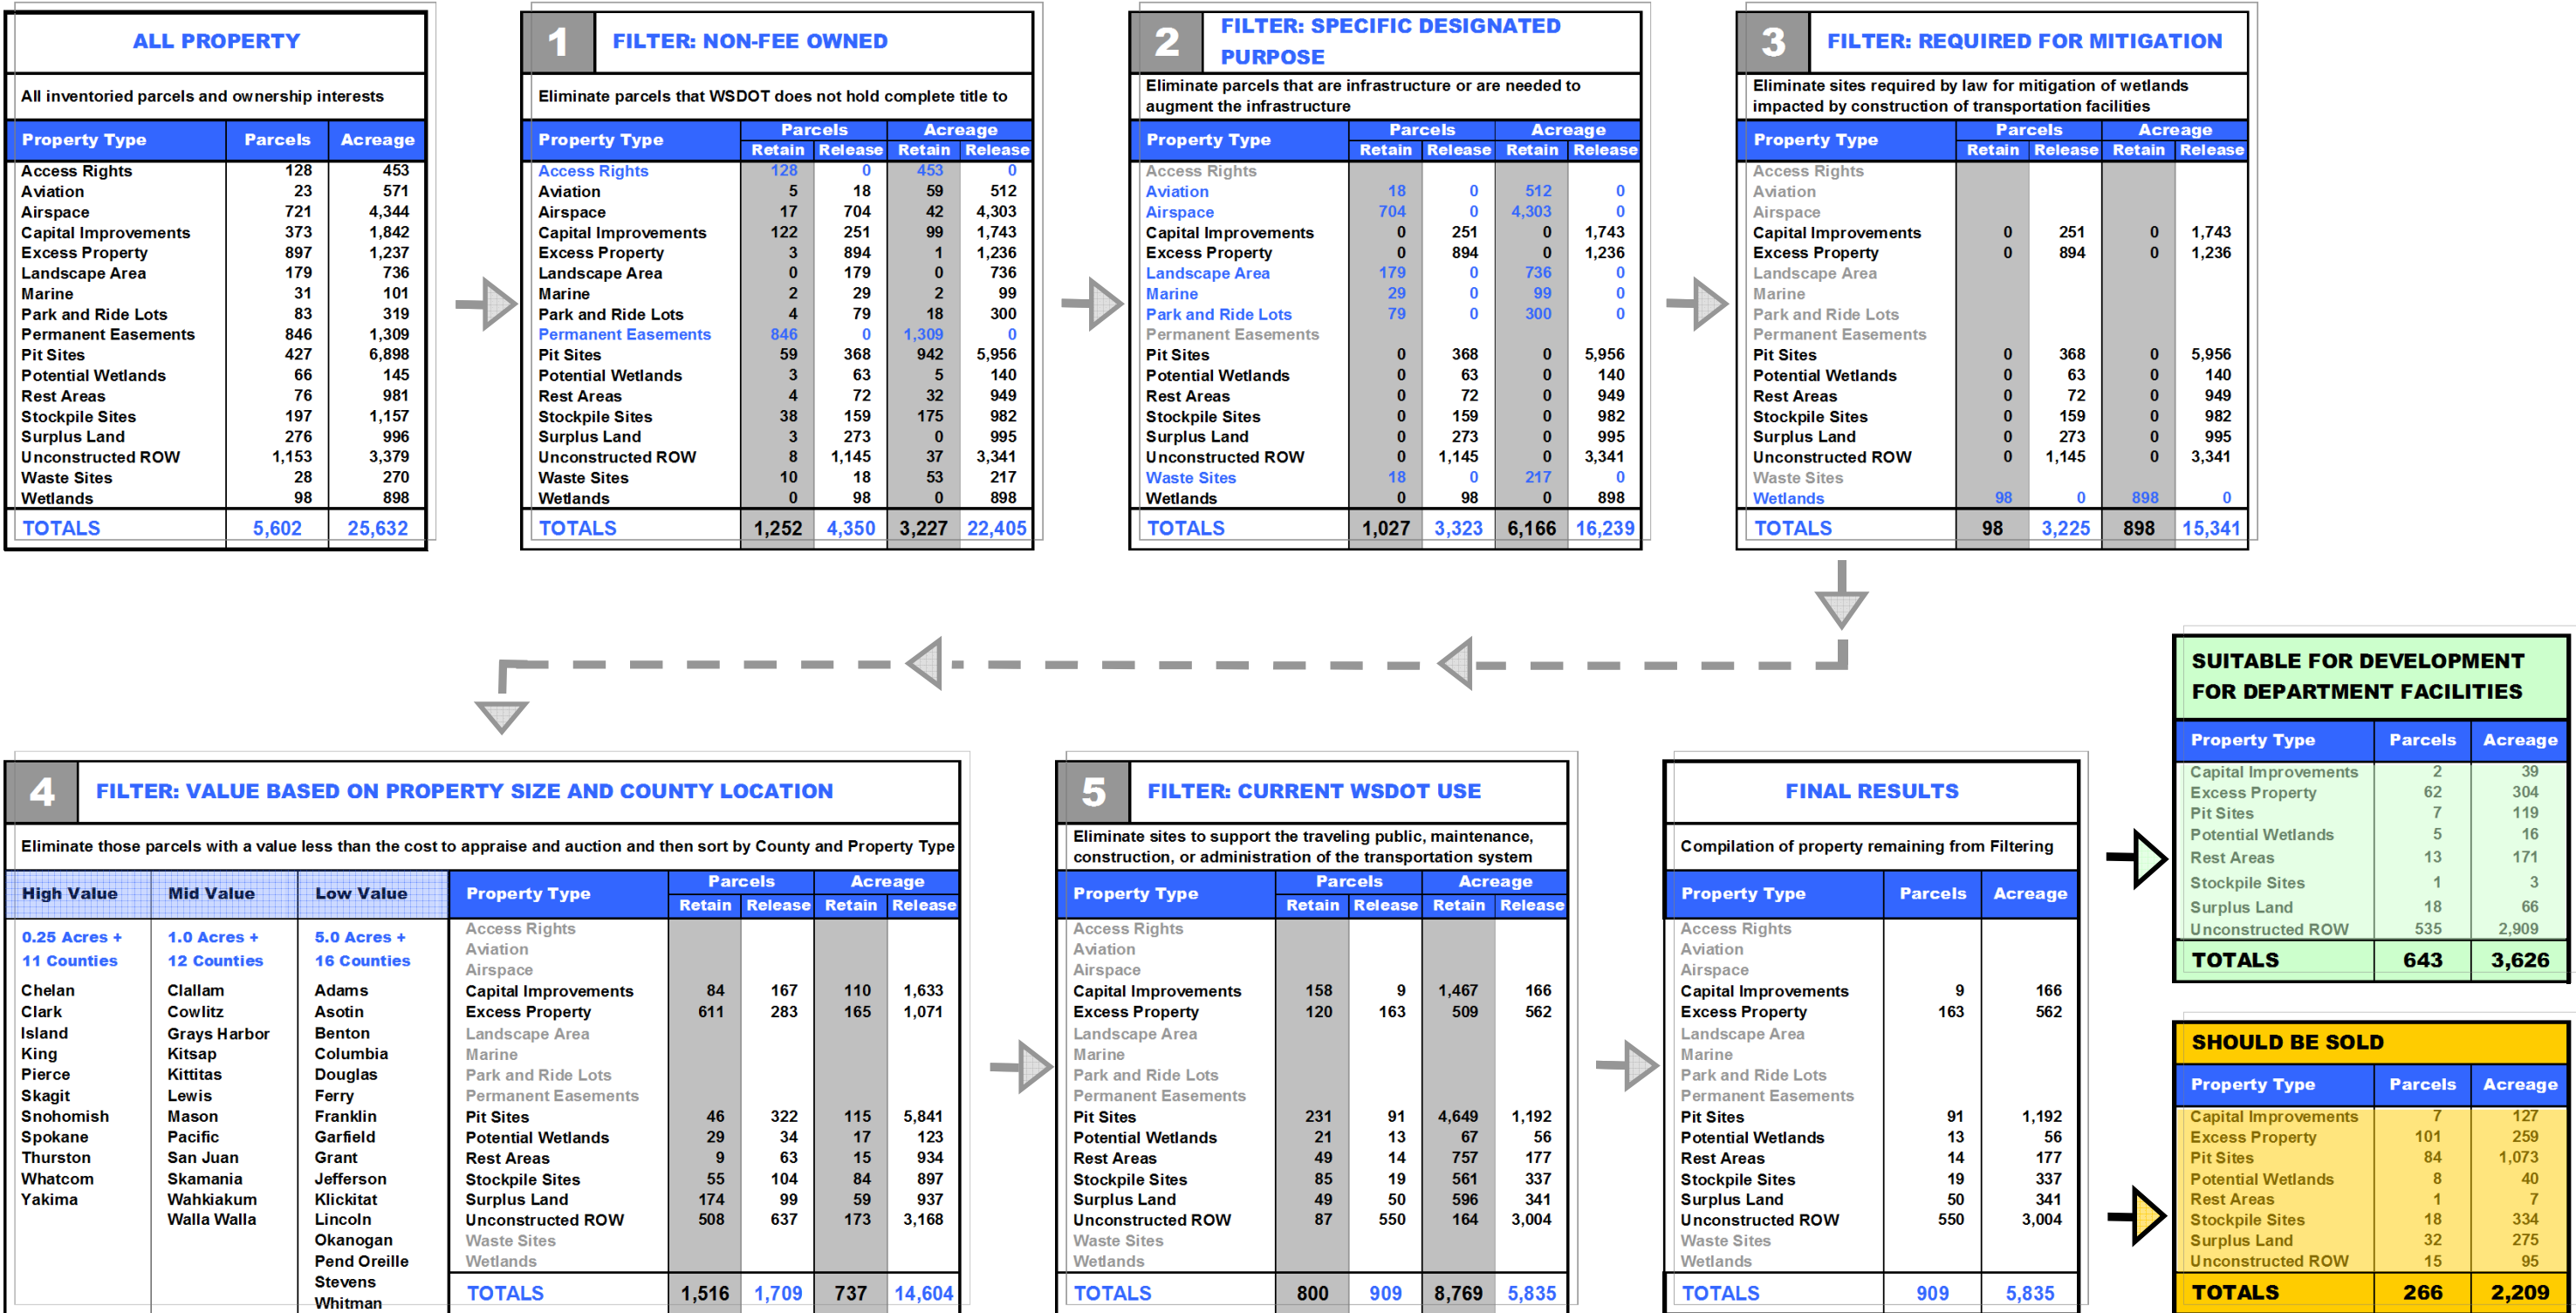 ALL PROPERTY
All inventoried parcels and ownership interests
Property Type Parcels Acreage
Access Rights 128 453
Aviation 23 571
Airspace 721 4,344
Capital Improvements 373 1,842
Excess Property 897 1,237
Landscape Area 179 736
Marine 31 101
Park and Ride Lots 83 319
Permanent Easements 846 1,309
Pit Sites 427 6,898
Potential Wetlands 66 145
Rest Areas 76 981
Stockpile Sites 197 1,157
Surplus Land 276 996
Unconstructed ROW 1,153 3,379
Waste Sites 28 270
Wetlands 98 898
TOTALS 5,602 25,632
1 FILTER: NON-FEE OWNED
Eliminate parcels that WSDOT does not hold complete title to
Property Type Parcels Acreage
Retain Release Retain Release
Access Rights 128 0 453 0
Aviation 5 18 59 512
Airspace 17 704 42 4,303
Capital Improvements 122 251 99 1,743
Excess Property 3 894 1 1,236
Landscape Area 0 179 0 736
Marine 2 29 2 99
Park and Ride Lots 4 79 18 300
Permanent Easements 846 0 1,309 0
Pit Sites 59 368 942 5,956
Potential Wetlands 3 63 5 140
Rest Areas 4 72 32 949
Stockpile Sites 38 159 175 982
Surplus Land 3 273 0 995
Unconstructed ROW 8 1,145 37 3,341
Waste Sites 10 18 53 217
Wetlands 0 98 0 898
TOTALS 1,252 4,350 3,227 22,405
2 FILTER: SPECIFIC DESIGNATED
PURPOSE
Eliminate parcels that are infrastructure or are needed to
augment the infrastructure
Property Type Parcels Acreage
Retain Release Retain Release
Access Rights
Aviation 18 0 512 0
Airspace 704 0 4,303 0
Capital Improvements 0 251 0 1,743
Excess Property 0 894 0 1,236
Landscape Area 179 0 736 0
Marine 29 0 99 0
Park and Ride Lots 79 0 300 0
Permanent Easements
Pit Sites 0 368 0 5,956
Potential Wetlands 0 63 0 140
Rest Areas 0 72 0 949
Stockpile Sites 0 159 0 982
Surplus Land 0 273 0 995
Unconstructed ROW 0 1,145 0 3,341
Waste Sites 18 0 217 0
Wetlands 0 98 0 898
TOTALS 1,027 3,323 6,166 16,239
3 FILTER: REQUIRED FOR MITIGATION
Eliminate sites required by law for mitigation of wetlands
impacted by construction of transportation facilities
Property Type Parcels Acreage
Retain Release Retain Release
Access Rights
Aviation
Airspace
Capital Improvements 0 251 0 1,743
Excess Property 0 894 0 1,236
Landscape Area
Marine
Park and Ride Lots
Permanent Easements
Pit Sites 0 368 0 5,956
Potential Wetlands 0 63 0 140
Rest Areas 0 72 0 949
Stockpile Sites 0 159 0 982
Surplus Land 0 273 0 995
Unconstructed ROW 0 1,145 0 3,341
Waste Sites
Wetlands 98 0 898 0
TOTALS 98 3,225 898 15,341
4 FILTER: VALUE BASED ON PROPERTY SIZE AND COUNTY LOCATION
Eliminate those parcels with a value less than the cost to appraise and auction and then sort by County and Property Type
High Value
0.25 Acres +
11 Counties
Chelan
Clark
Island
King
Pierce
Skagit
Snohomish
Spokane
Thurston
Whatcom
Yakima
Mid Value
1.0 Acres +
12 Counties
Clallam
Cowlitz
Grays Harbor
Kitsap
Kittitas
Lewis
Mason
Pacific
San Juan
Skamania
Wahkiakum
Walla Walla
Low Value
5.0 Acres +
16 Counties
Adams
Asotin
Benton
Columbia
Douglas
Ferry
Franklin
Garfield
Grant
Jefferson
Klickitat
Lincoln
Okanogan
Pend Oreille
Stevens
Whitman
Property Type Parcels Acreage
Retain Release Retain Release
Access Rights
Aviation
Airspace
Capital Improvements 84 167 110 1,633
Excess Property 611 283 165 1,071
Landscape Area
Marine
Park and Ride Lots
Permanent Easements
Pit Sites 46 322 115 5,841
Potential Wetlands 29 34 17 123
Rest Areas 9 63 15 934
Stockpile Sites 55 104 84 897
Surplus Land 174 99 59 937
Unconstructed ROW 508 637 173 3,168
Waste Sites
Wetlands
TOTALS 1,516 1,709 737 14,604
5 FILTER: CURRENT WSDOT USE
Eliminate sites to support the traveling public, maintenance,
construction, or administration of the transportation system
Property Type Parcels Acreage
Retain Release Retain Release
Access Rights
Aviation
Airspace
Capital Improvements 158 9 1,467 166
Excess Property 120 163 509 562
Landscape Area
Marine
Park and Ride Lots
Permanent Easements
Pit Sites 231 91 4,649 1,192
Potential Wetlands 21 13 67 56
Rest Areas 49 14 757 177
Stockpile Sites 85 19 561 337
Surplus Land 49 50 596 341
Unconstructed ROW 87 550 164 3,004
Waste Sites
Wetlands
TOTALS 800 909 8,769 5,835
FINAL RESULTS
Compilation of property remaining from Filtering
Property Type Parcels Acreage
Access Rights
Aviation
Airspace
Capital Improvements 9 166
Excess Property 163 562
Landscape Area
Marine
Park and Ride Lots
Permanent Easements
Pit Sites 91 1,192
Potential Wetlands 13 56
Rest Areas 14 177
Stockpile Sites 19 337
Surplus Land 50 341
Unconstructed ROW 550 3,004
Waste Sites
Wetlands
TOTALS 909 5,835
SUITABLE FOR DEVELOPMENT
FOR DEPARTMENT FACILITIES
Property Type Parcels Acreage
Capital Improvements 2 39
Excess Property 62 304
Pit Sites 7 119
Potential Wetlands 5 16
Rest Areas 13 171
Stockpile Sites 1 3
Surplus Land 18 66
Unconstructed ROW 535 2,909
TOTALS 643 3,626
SHOULD BE SOLD
Property Type Parcels Acreage
Capital Improvements 7 127
Excess Property 101 259
Pit Sites 84 1,073
Potential Wetlands 8 40
Rest Areas 1 7
Stockpile Sites 18 334
Surplus Land 32 275
Unconstructed ROW 15 95
TOTALS 266 2,209